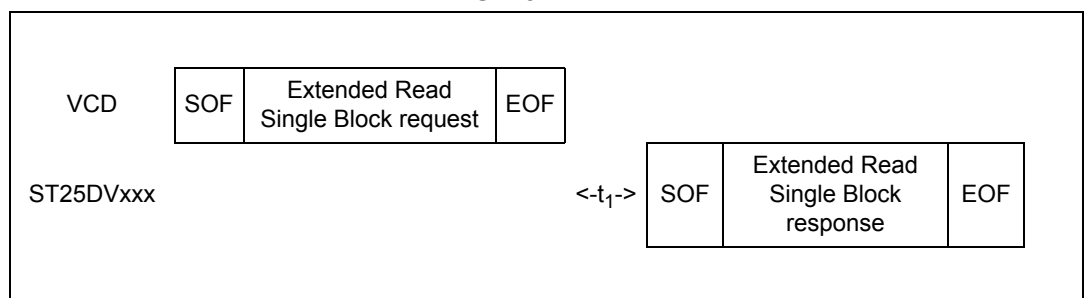 VCD
SOF
Extended Read
Single Block request
EOF
ST25DVxxx
<-t1->
SOF
Extended Read
Single Block
response
EOF